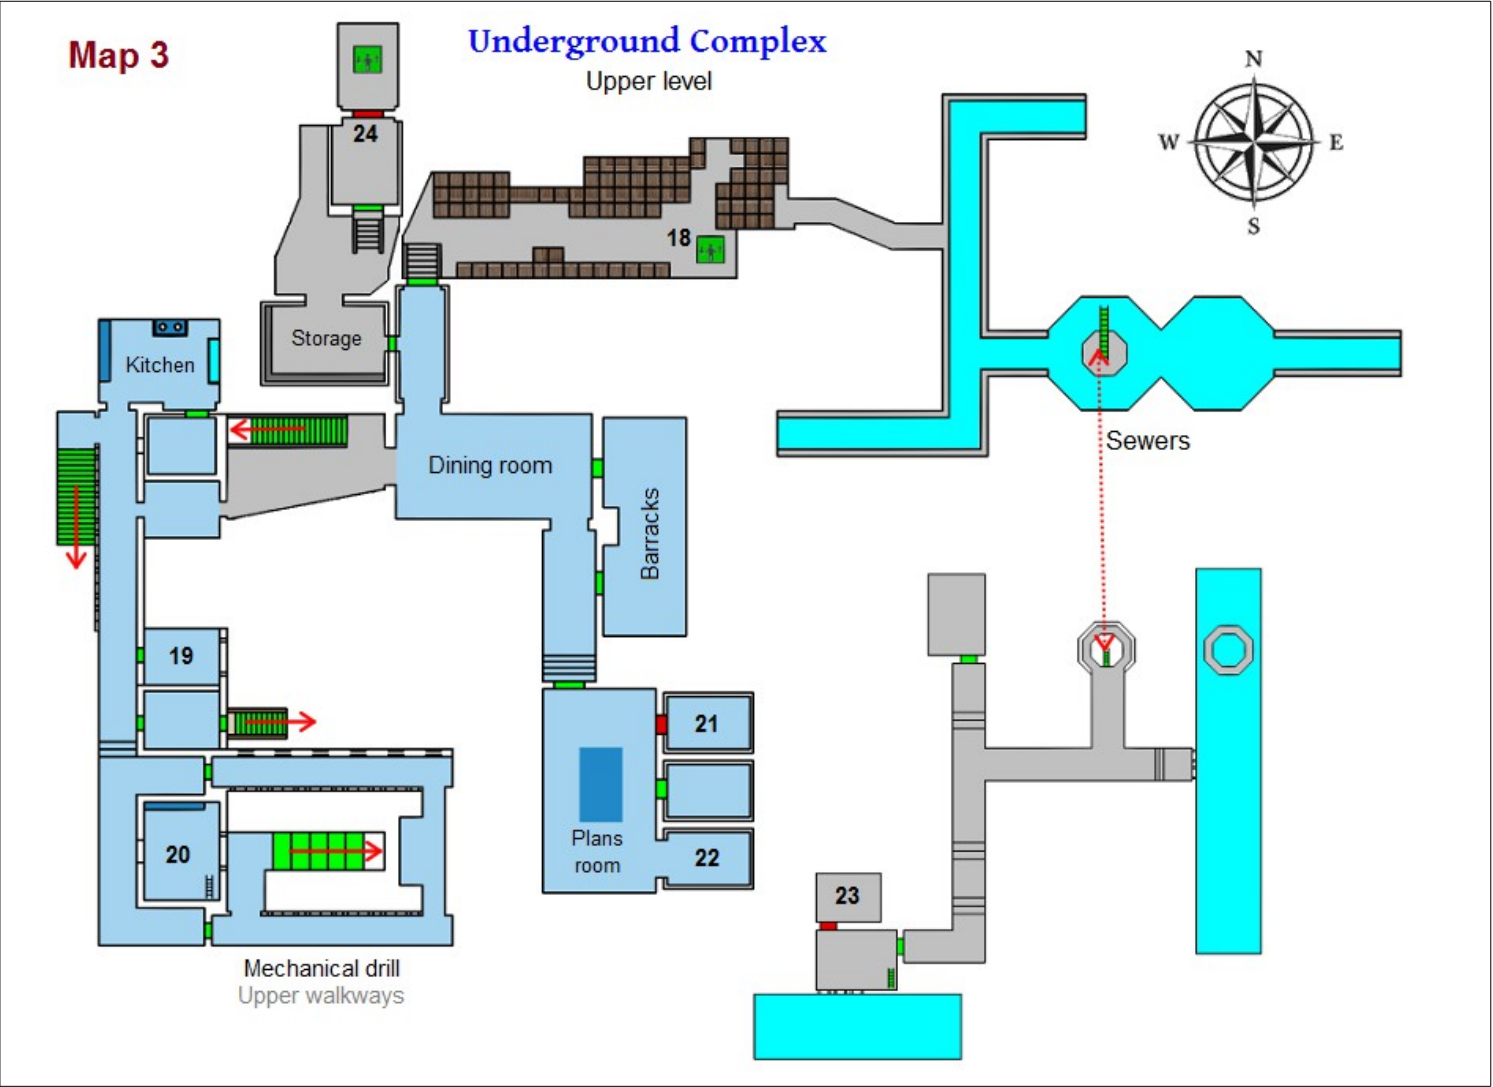 Map 3
Underground Complex
Upper level
N
W
E
S
24
18
Storage
Kitchen
Dining room
Sewers
Barracks
19
21
Plans
room
22
20
23
Mechanical drill
Upper walkways